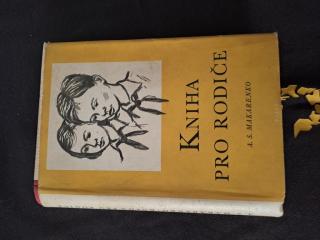 KNIHA
PRO RODIČE
A. S. MAKARENKO